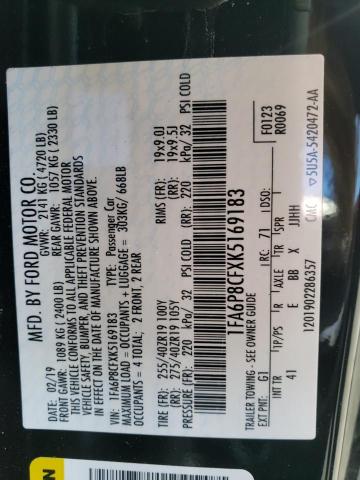 MFD. BY FORD MOTOR CO.
02/19 GVWR: 2141 KG ( 4720 LB)
FRONT GAWR: 1089 KG (2400 LB) REAR GAWR: 1057 KG ( 2330 LB)
THIS VEHICLE CONFORMS TO ALL APPLICABLE FEDERAL MOTOR
VEHICLE SAFETY, BUMPER, AND THEFT PREVENTION STANDARDS
IN EFFECT ON THE DATE OF MANUFACTURE SHOWN ABOVE.
VIN: 1FA6P8CFXK5169183 TYPE: Passenger Car
MAXIMUM LOAD = OCCUPANTS + LUGGAGE = 303KG/ 668LB
OCCUPANTS = 4 TOTAL; 2 FRONT, 2 REAR
TIRE (FR): 255/40ZR19 100Y RIMS (FR): 19x9.0J
(RR): 275/40ZR19 105Y (RR): 19x9.5J
PRESSURE (FR): 220 kPa/ 32 PSI COLD (RR): 220 kPa/ 32 PSI COLD
1FA6P8CFXK5169183
TRAILER TOWING - SEE OWNER GUIDE
F0123
R0069
EXT PNT: G1 RC: 71 DSO:
INT TR TP/PS R AXLE TR SPR
41 E BB X JJHH
12019022286357 CMC ▽5U5A-5420472-AA
N